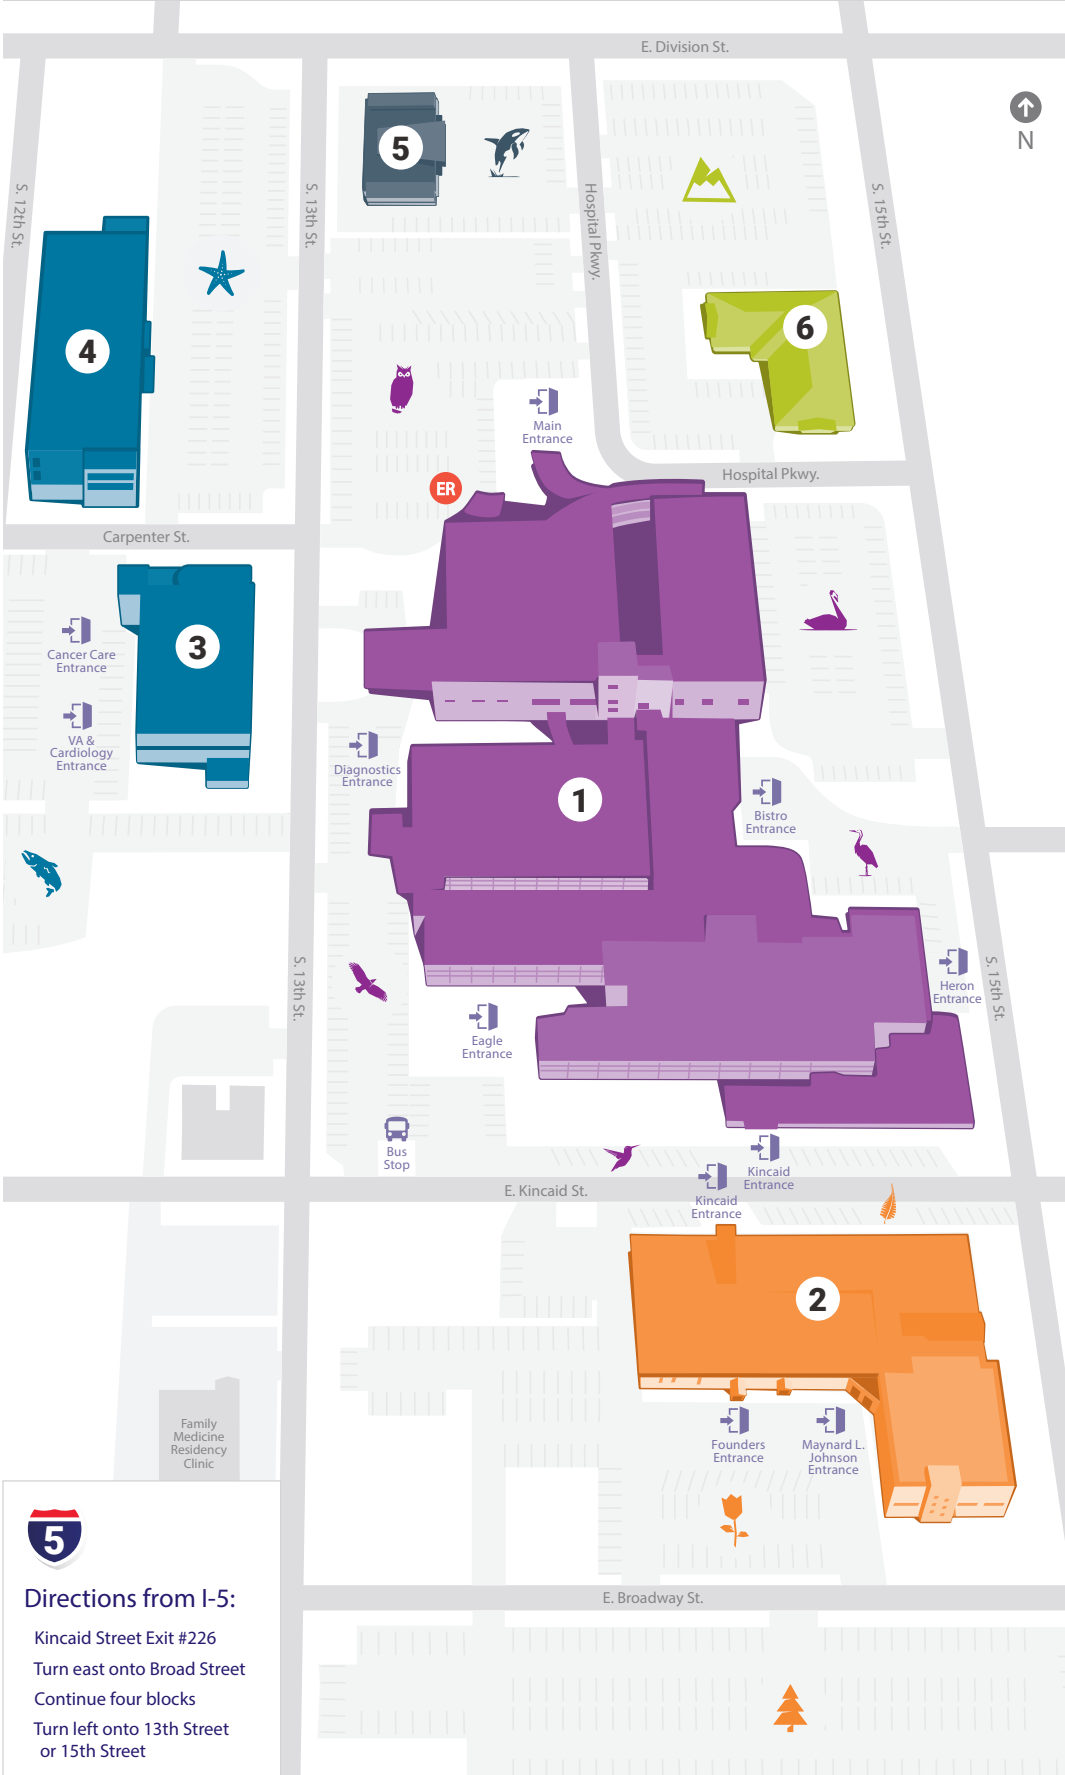 E. Division St.
N
5
S. 12th St.
S. 13th St.
Hospital Pkwy.
S. 15th St.
6
4
Main
Entrance
ER
Hospital Pkwy.
Carpenter St.
3
Cancer Care
Entrance
VA &
Cardiology
Entrance
Diagnostics
Entrance
1
Bistro
Entrance
S. 13th St.
Heron
Entrance
S. 15th St.
Eagle
Entrance
Bus
Stop
Kincaid
Entrance
E. Kincaid St.
Kincaid
Entrance
2
Family
Medicine
Residency
Clinic
Founders
Entrance
Maynard L.
Johnson
Entrance
5
Directions from I-5:
Kincaid Street Exit #226
Turn east onto Broad Street
Continue four blocks
Turn left onto 13th Street
or 15th Street
E. Broadway St.